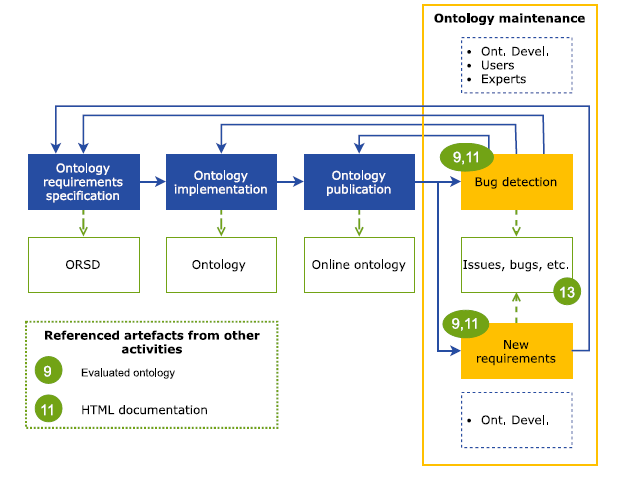 Ontology maintenance
• Ont. Devel.
• Users
• Experts
9,11
Ontology
requirements
specification
Ontology
implementation
Ontology
publication
Bug detection
ORSD
Ontology
Online ontology
Issues, bugs, etc.
13
9,11
New
requirements
Referenced artefacts from other
activities
9 Evaluated ontology
11 HTML documentation
• Ont. Devel.